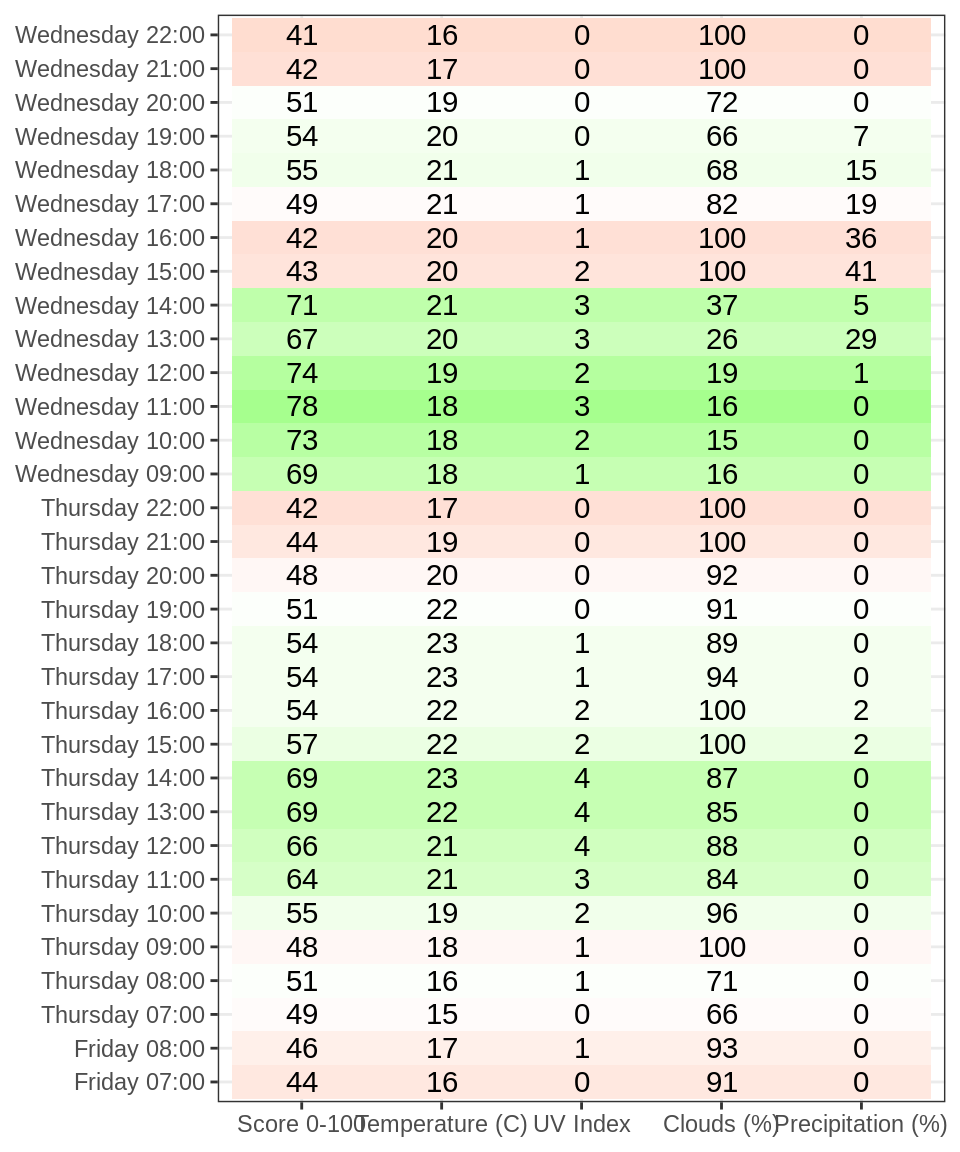 Wednesday 22:00 41 16 0 100 0
Wednesday 21:00 42 17 0 100 0
Wednesday 20:00 51 19 0 72 0
Wednesday 19:00 54 20 0 66 7
Wednesday 18:00 55 21 1 68 15
Wednesday 17:00 49 21 1 82 19
Wednesday 16:00 42 20 1 100 36
Wednesday 15:00 43 20 2 100 41
Wednesday 14:00 71 21 3 37 5
Wednesday 13:00 67 20 3 26 29
Wednesday 12:00 74 19 2 19 1
Wednesday 11:00 78 18 3 16 0
Wednesday 10:00 73 18 2 15 0
Wednesday 09:00 69 18 1 16 0
Thursday 22:00 42 17 0 100 0
Thursday 21:00 44 19 0 100 0
Thursday 20:00 48 20 0 92 0
Thursday 19:00 51 22 0 91 0
Thursday 18:00 54 23 1 89 0
Thursday 17:00 54 23 1 94 0
Thursday 16:00 54 22 2 100 2
Thursday 15:00 57 22 2 100 2
Thursday 14:00 69 23 4 87 0
Thursday 13:00 69 22 4 85 0
Thursday 12:00 66 21 4 88 0
Thursday 11:00 64 21 3 84 0
Thursday 10:00 55 19 2 96 0
Thursday 09:00 48 18 1 100 0
Thursday 08:00 51 16 1 71 0
Thursday 07:00 49 15 0 66 0
Friday 08:00 46 17 1 93 0
Friday 07:00 44 16 0 91 0
Score 0-100 Temperature (C) UV Index Clouds (%) Precipitation (%)